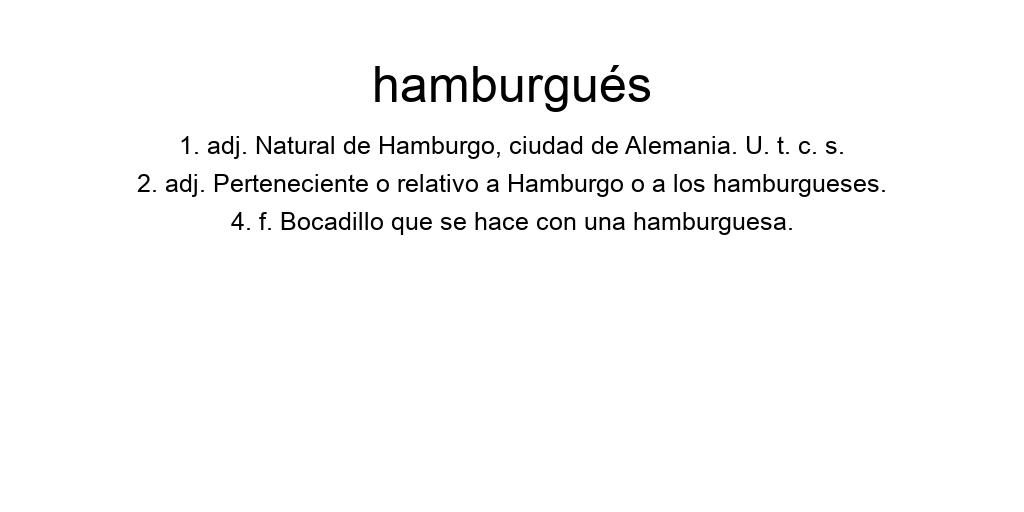 hamburgués
1. adj. Natural de Hamburgo, ciudad de Alemania. U. t. c. s.
2. adj. Perteneciente o relativo a Hamburgo o a los hamburgueses.
4. f. Bocadillo que se hace con una hamburguesa.